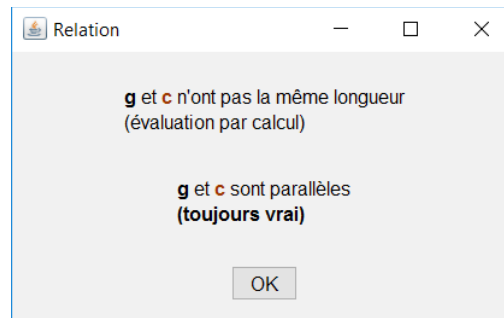 Relation
g et c n'ont pas la même longueur
(évaluation par calcul)
g et c sont parallèles
(toujours vrai)
OK